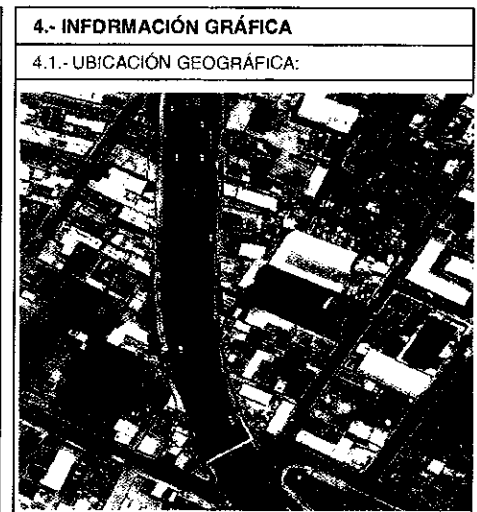 4.- INFORMACIÓN GRÁFICA
4.1.- UBICACIÓN GEOGRÁFICA: